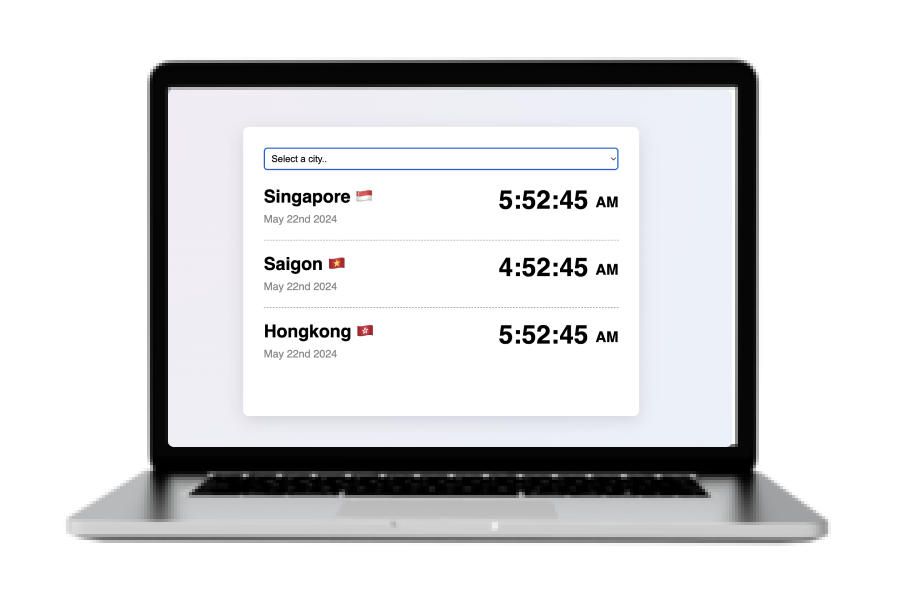 Select a city..
Singapore 🇸🇬 5:52:45 AM
May 22nd 2024
Saigon 🇻🇳 4:52:45 AM
May 22nd 2024
Hongkong 🇭🇰 5:52:45 AM
May 22nd 2024